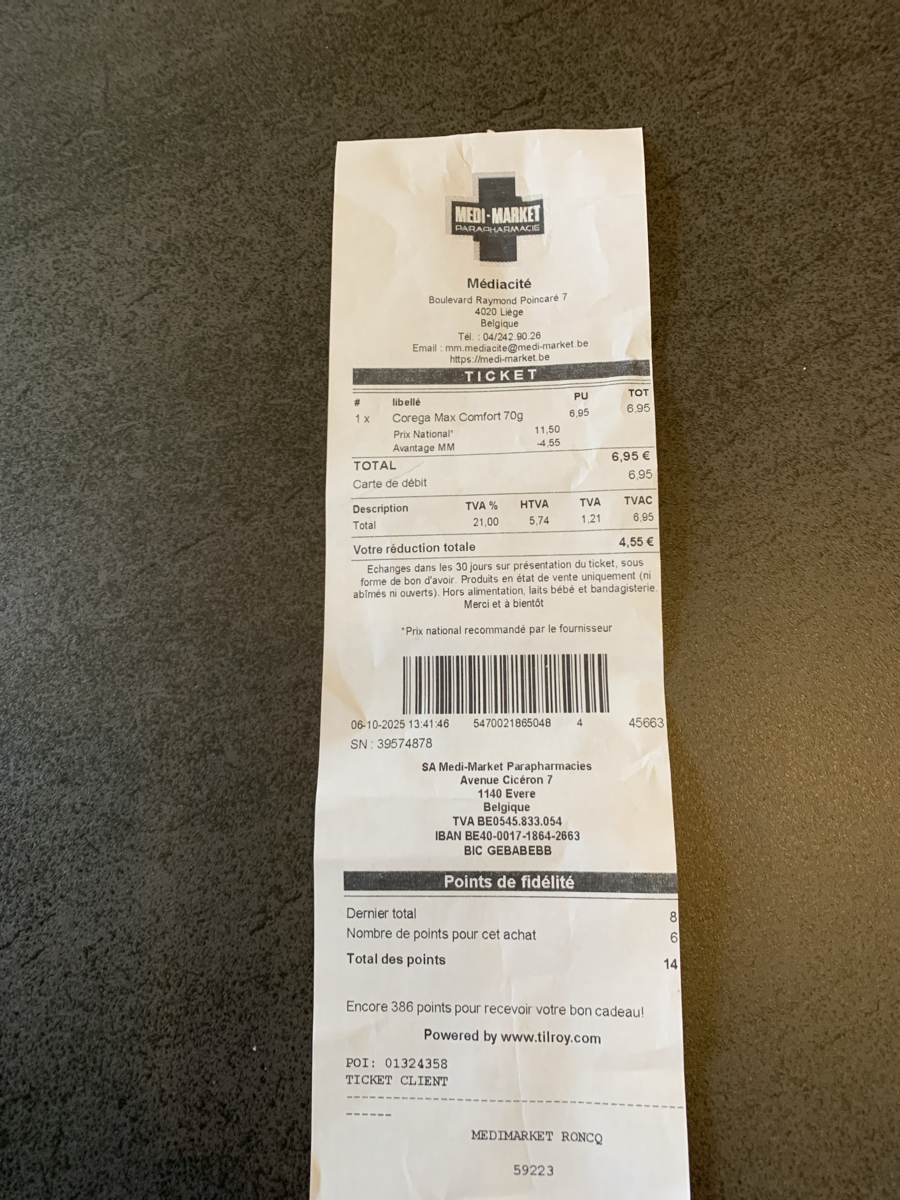 MEDI-MARKET
PARAPHARMACIE
Médiacité
Boulevard Raymond Poincaré 7
4020 Liège
Belgique
Tél. : 04/242.90.26
Email : mm.mediacite@medi-market.be
https://medi-market.be
TICKET
# libellé PU TOT
1 x Corega Max Comfort 70g 6,95 6,95
Prix National* 11,50
Avantage MM -4,55
TOTAL 6,95 €
Carte de débit 6,95
Description TVA % HTVA TVA TVAC
Total 21,00 5,74 1,21 6,95
Votre réduction totale 4,55 €
Echanges dans les 30 jours sur présentation du ticket, sous
forme de bon d'avoir. Produits en état de vente uniquement (ni
abîmés ni ouverts). Hors alimentation, laits bébé et bandagisterie.
Merci et à bientôt
*Prix national recommandé par le fournisseur
06-10-2025 13:41:46 5470021865048 4 45663
SN : 39574878
SA Medi-Market Parapharmacies
Avenue Cicéron 7
1140 Evere
Belgique
TVA BE0545.833.054
IBAN BE40-0017-1864-2663
BIC GEBABEBB
Points de fidélité
Dernier total 8
Nombre de points pour cet achat 6
Total des points 14
Encore 386 points pour recevoir votre bon cadeau!
Powered by www.tilroy.com
POI: 01324358
TICKET CLIENT
MEDIMARKET RONCQ
59223